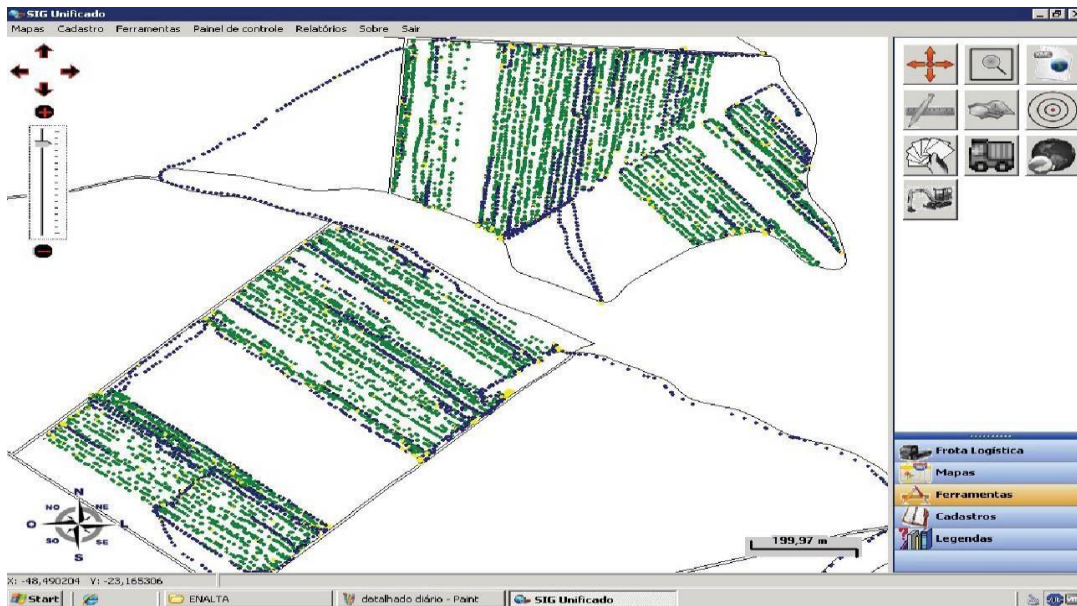 SIG Unificado
Mapas Cadastro Ferramentas Painel de controle Relatórios Sobre Sair
N
NO NE
O L
SO SE
S
199,97 m
Frota Logística
Mapas
Ferramentas
Cadastros
Legendas
X: -48,490204 Y: -23,165306
Start ENALTA detalhado diário - Paint SIG Unificado